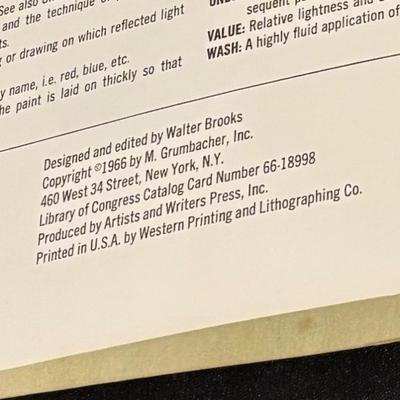 See also
and the technique
ts.
or drawing on which reflected light
y name, i.e. red, blue, etc.
he paint is laid on thickly so that
sequent
VALUE: Relative lightness and
WASH: A highly fluid application of
Designed and edited by Walter Brooks
Copyright ©1966 by M. Grumbacher, Inc.
460 West 34 Street, New York, N.Y.
Library of Congress Catalog Card Number 66-18998
Produced by Artists and Writers Press, Inc.
Printed in U.S.A. by Western Printing and Lithographing Co.